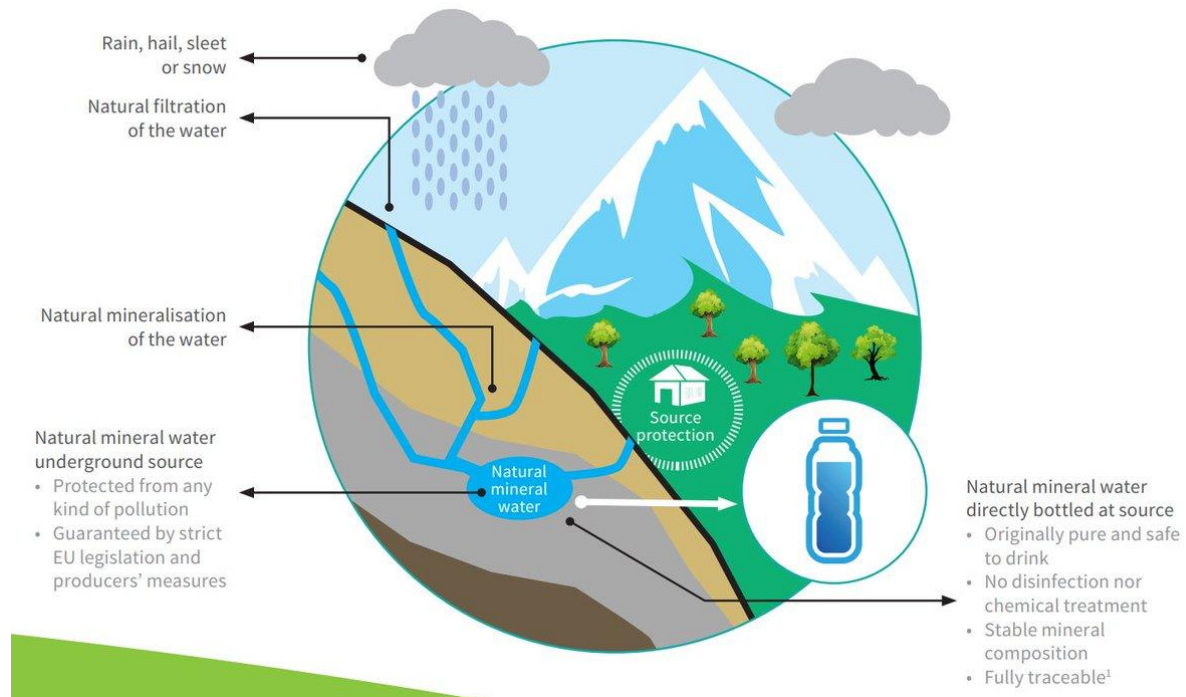 Rain, hail, sleet
or snow
Natural filtration
of the water
Natural mineralisation
of the water
Natural mineral water
underground source
• Protected from any
kind of pollution
• Guaranteed by strict
EU legislation and
producers’ measures
Natural
mineral
water
Source
protection
Natural mineral water
directly bottled at source
• Originally pure and safe
to drink
• No disinfection nor
chemical treatment
• Stable mineral
composition
• Fully traceable¹